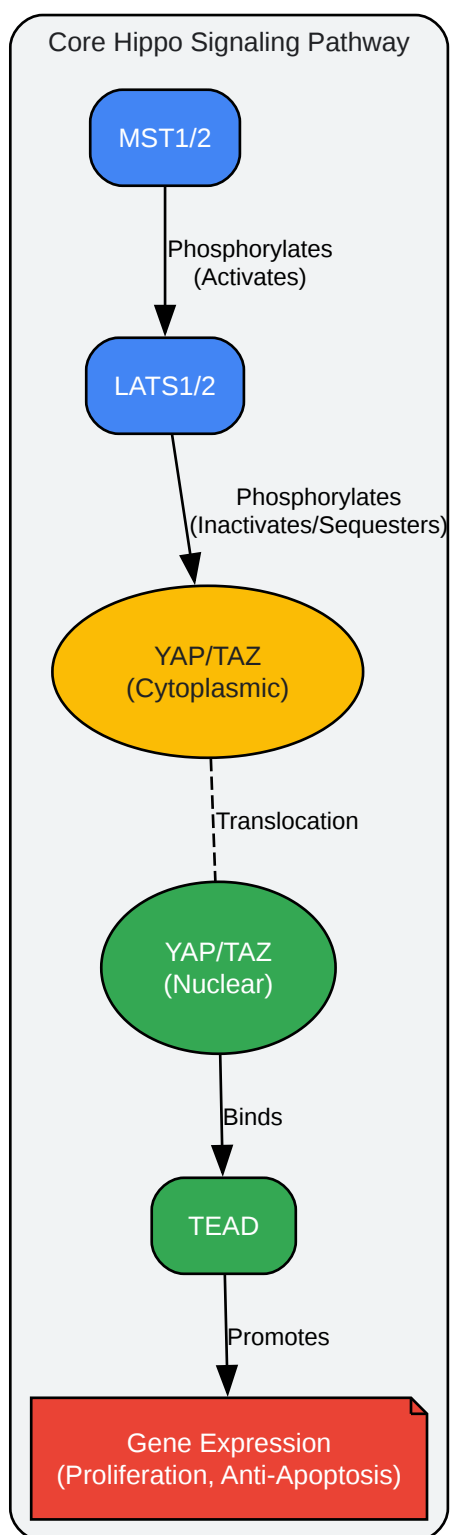 Core Hippo Signaling Pathway
MST1/2
Phosphorylates
(Activates)
LATS1/2
Phosphorylates
(Inactivates/Sequesters)
YAP/TAZ
(Cytoplasmic)
Translocation
YAP/TAZ
(Nuclear)
Binds
TEAD
Promotes
Gene Expression
(Proliferation, Anti-Apoptosis)